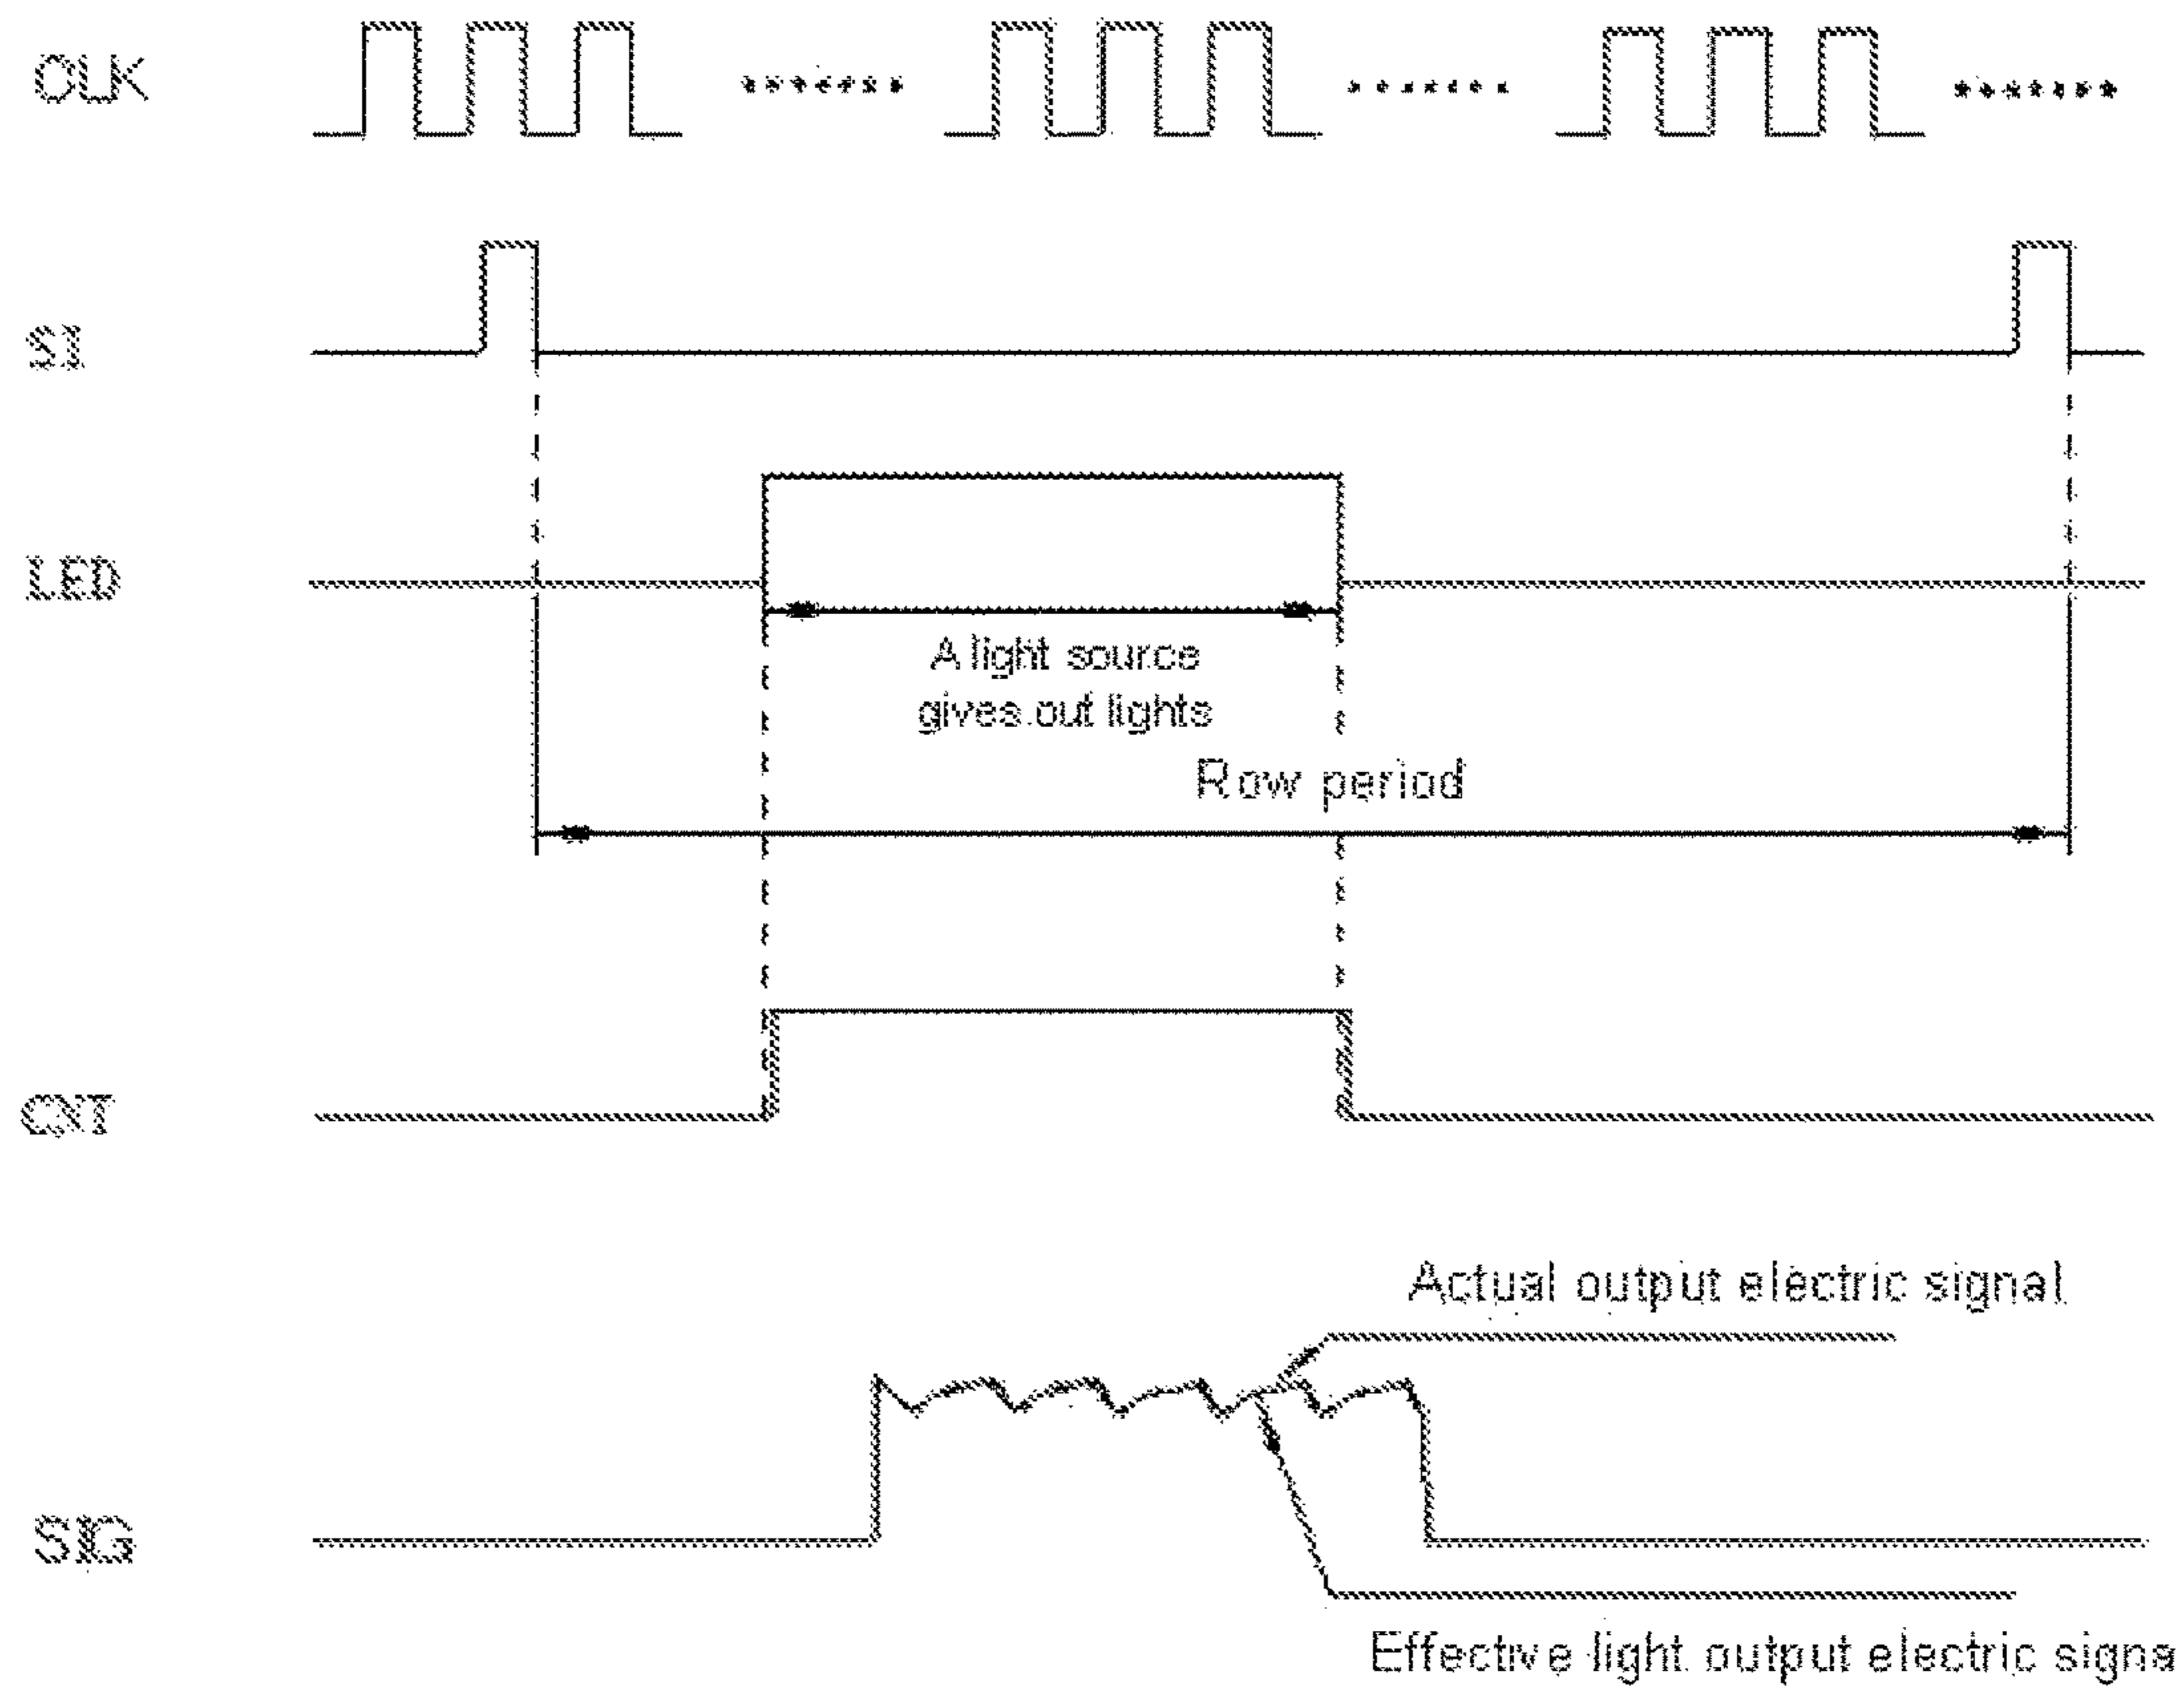 CLK
SI
LED
A light source
gives out lights
Row period
CNT
Actual output electric signal
SIG
Effective light output electric signa